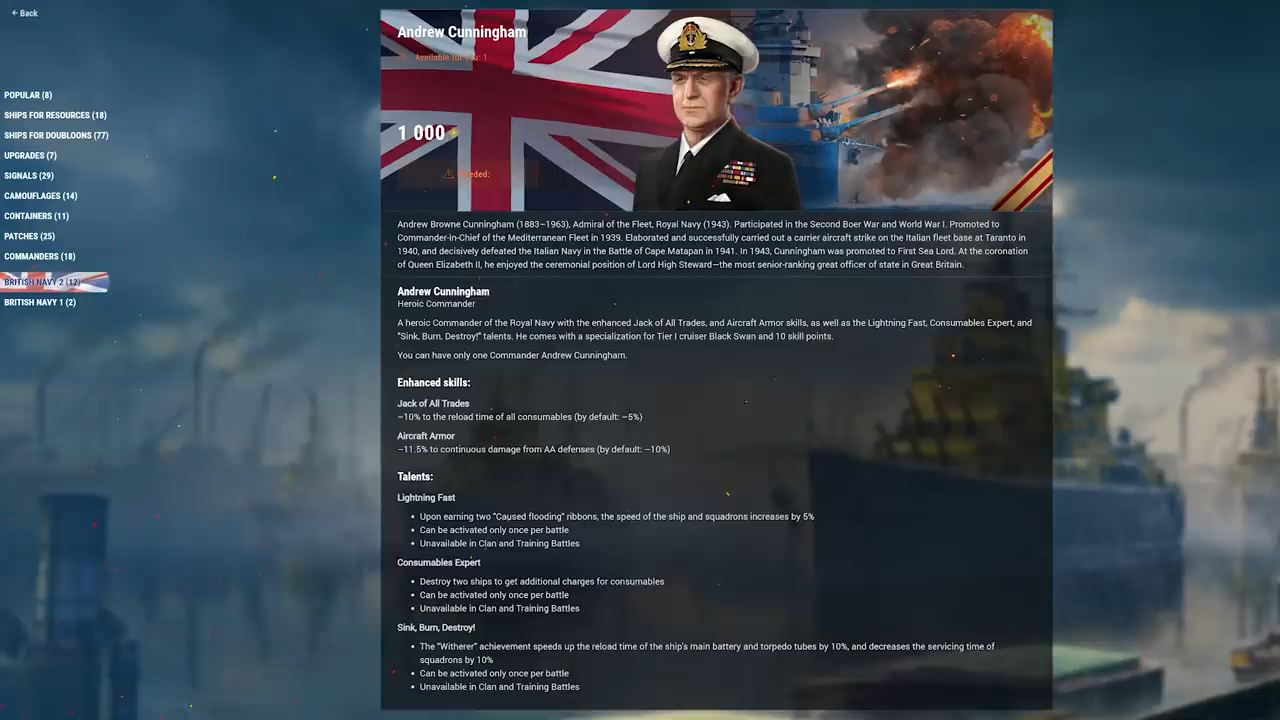 ← Back
POPULAR (8)
SHIPS FOR RESOURCES (18)
SHIPS FOR DOUBLOONS (77)
UPGRADES (7)
SIGNALS (29)
CAMOUFLAGES (14)
CONTAINERS (11)
PATCHES (25)
COMMANDERS (18)
BRITISH NAVY 2 (12)
BRITISH NAVY 1 (2)
Andrew Cunningham
Available for you: 1
1 000
Needed:
Andrew Browne Cunningham (1883–1963), Admiral of the Fleet, Royal Navy (1943). Participated in the Second Boer War and World War I. Promoted to
Commander-in-Chief of the Mediterranean Fleet in 1939. Elaborated and successfully carried out a carrier aircraft strike on the Italian fleet base at Taranto in
1940, and decisively defeated the Italian Navy in the Battle of Cape Matapan in 1941. In 1943, Cunningham was promoted to First Sea Lord. At the coronation
of Queen Elizabeth II, he enjoyed the ceremonial position of Lord High Steward—the most senior-ranking great officer of state in Great Britain.
Andrew Cunningham
Heroic Commander
A heroic Commander of the Royal Navy with the enhanced Jack of All Trades, and Aircraft Armor skills, as well as the Lightning Fast, Consumables Expert, and
"Sink, Burn, Destroy!" talents. He comes with a specialization for Tier I cruiser Black Swan and 10 skill points.
You can have only one Commander Andrew Cunningham.
Enhanced skills:
Jack of All Trades
−10% to the reload time of all consumables (by default: −5%)
Aircraft Armor
−11.5% to continuous damage from AA defenses (by default: −10%)
Talents:
Lightning Fast
• Upon earning two "Caused flooding" ribbons, the speed of the ship and squadrons increases by 5%
• Can be activated only once per battle
• Unavailable in Clan and Training Battles
Consumables Expert
• Destroy two ships to get additional charges for consumables
• Can be activated only once per battle
• Unavailable in Clan and Training Battles
Sink, Burn, Destroy!
• The "Witherer" achievement speeds up the reload time of the ship's main battery and torpedo tubes by 10%, and decreases the servicing time of
squadrons by 10%
• Can be activated only once per battle
• Unavailable in Clan and Training Battles